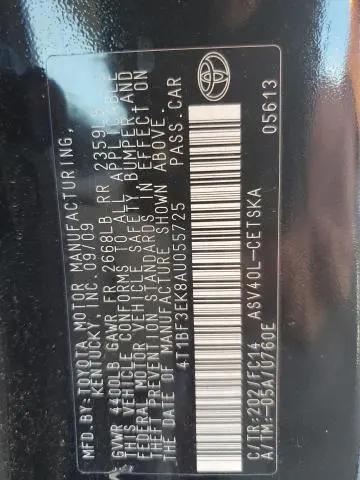 MFD.BY:TOYOTA MOTOR MANUFACTURING,
KENTUCKY, INC. 09/09
GVWR 4400LB GAWR FR 2668LB RR 2359LB
THIS VEHICLE CONFORMS TO ALL APPLICABLE
FEDERAL MOTOR VEHICLE SAFETY BUMPER AND
THEFT PREVENTION STANDARDS IN EFFECT ON
THE DATE OF MANUFACTURE SHOWN ABOVE.
4T1BF3EK8AU055725 PASS.CAR
C/TR:202/FC14 ASV40L-CETSKA
A/TM:-05A/U760E 05613